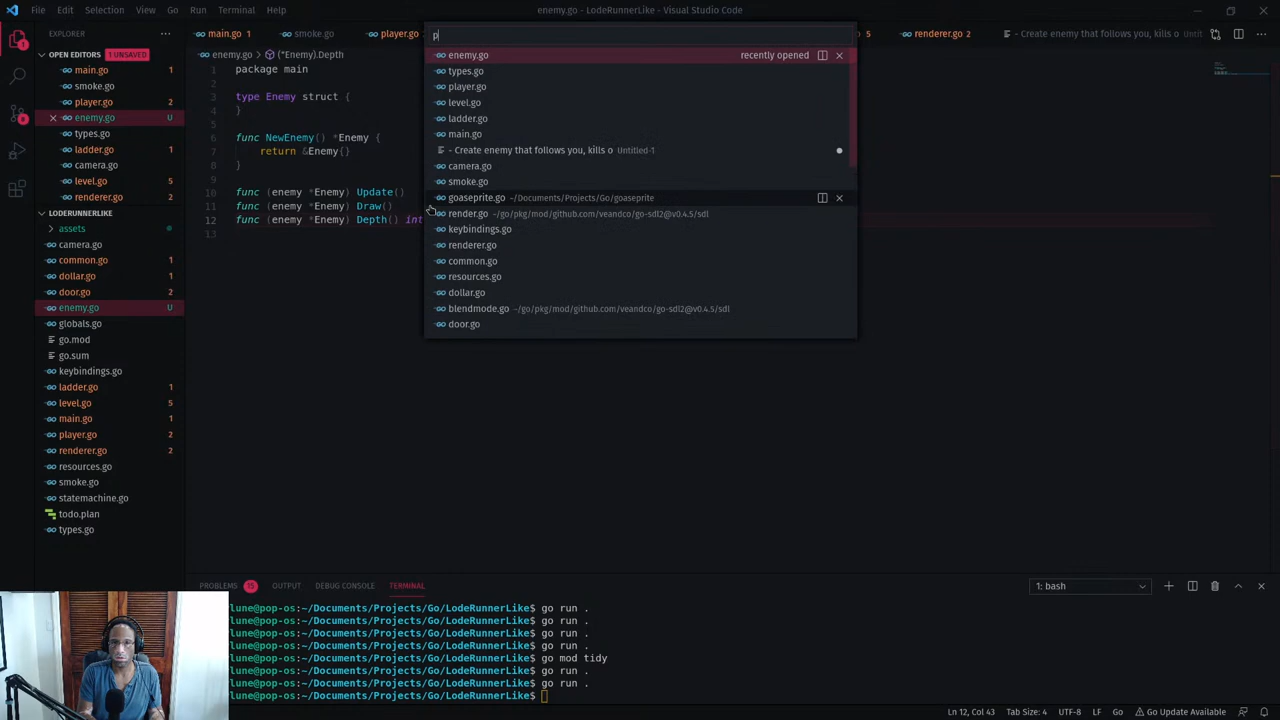 File Edit Selection View Go Run Terminal Help
enemy.go - LodeRunnerLike - Visual Studio Code
EXPLORER
OPEN EDITORS 1 UNSAVED
main.go 1
smoke.go
player.go 2
enemy.go U
types.go
ladder.go 1
camera.go
level.go 5
renderer.go 2
LODERUNNERLIKE
assets
camera.go
common.go 1
dollar.go 1
door.go 2
enemy.go U
globals.go
go.mod
go.sum
keybindings.go
ladder.go 1
level.go 5
main.go 1
player.go 2
renderer.go 2
resources.go
smoke.go
statemachine.go
todo.plan
types.go
main.go 1 smoke.go player.go 5 renderer.go 2 - Create enemy that follows you, kills o
enemy.go > (*Enemy).Depth
1 package main
2
3 type Enemy struct {
4 }
5
6 func NewEnemy() *Enemy {
7 return &Enemy{}
8 }
9
10 func (enemy *Enemy) Update()
11 func (enemy *Enemy) Draw()
12 func (enemy *Enemy) Depth() int
13
p
enemy.go recently opened
types.go
player.go
level.go
ladder.go
main.go
- Create enemy that follows you, kills o Untitled-1
camera.go
smoke.go
goaseprite.go ~/Documents/Projects/Go/goaseprite
render.go ~/go/pkg/mod/github.com/veandco/go-sdl2@v0.4.5/sdl
keybindings.go
renderer.go
common.go
resources.go
dollar.go
blendmode.go ~/go/pkg/mod/github.com/veandco/go-sdl2@v0.4.5/sdl
door.go
PROBLEMS 15 OUTPUT DEBUG CONSOLE TERMINAL 1: bash
lune@pop-os:~/Documents/Projects/Go/LodeRunnerLike$ go run .
lune@pop-os:~/Documents/Projects/Go/LodeRunnerLike$ go run .
lune@pop-os:~/Documents/Projects/Go/LodeRunnerLike$ go run .
lune@pop-os:~/Documents/Projects/Go/LodeRunnerLike$ go run .
lune@pop-os:~/Documents/Projects/Go/LodeRunnerLike$ go mod tidy
lune@pop-os:~/Documents/Projects/Go/LodeRunnerLike$ go run .
lune@pop-os:~/Documents/Projects/Go/LodeRunnerLike$ go run .
lune@pop-os:~/Documents/Projects/Go/LodeRunnerLike$
Ln 12, Col 43 Tab Size: 4 UTF-8 LF Go Go Update Available